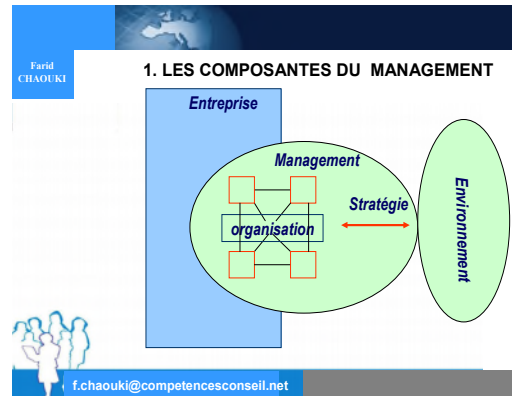 Farid
CHAOUKI
1. LES COMPOSANTES DU MANAGEMENT
Entreprise
Management
Stratégie
organisation
Environnement
f.chaouki@competencesconseil.net